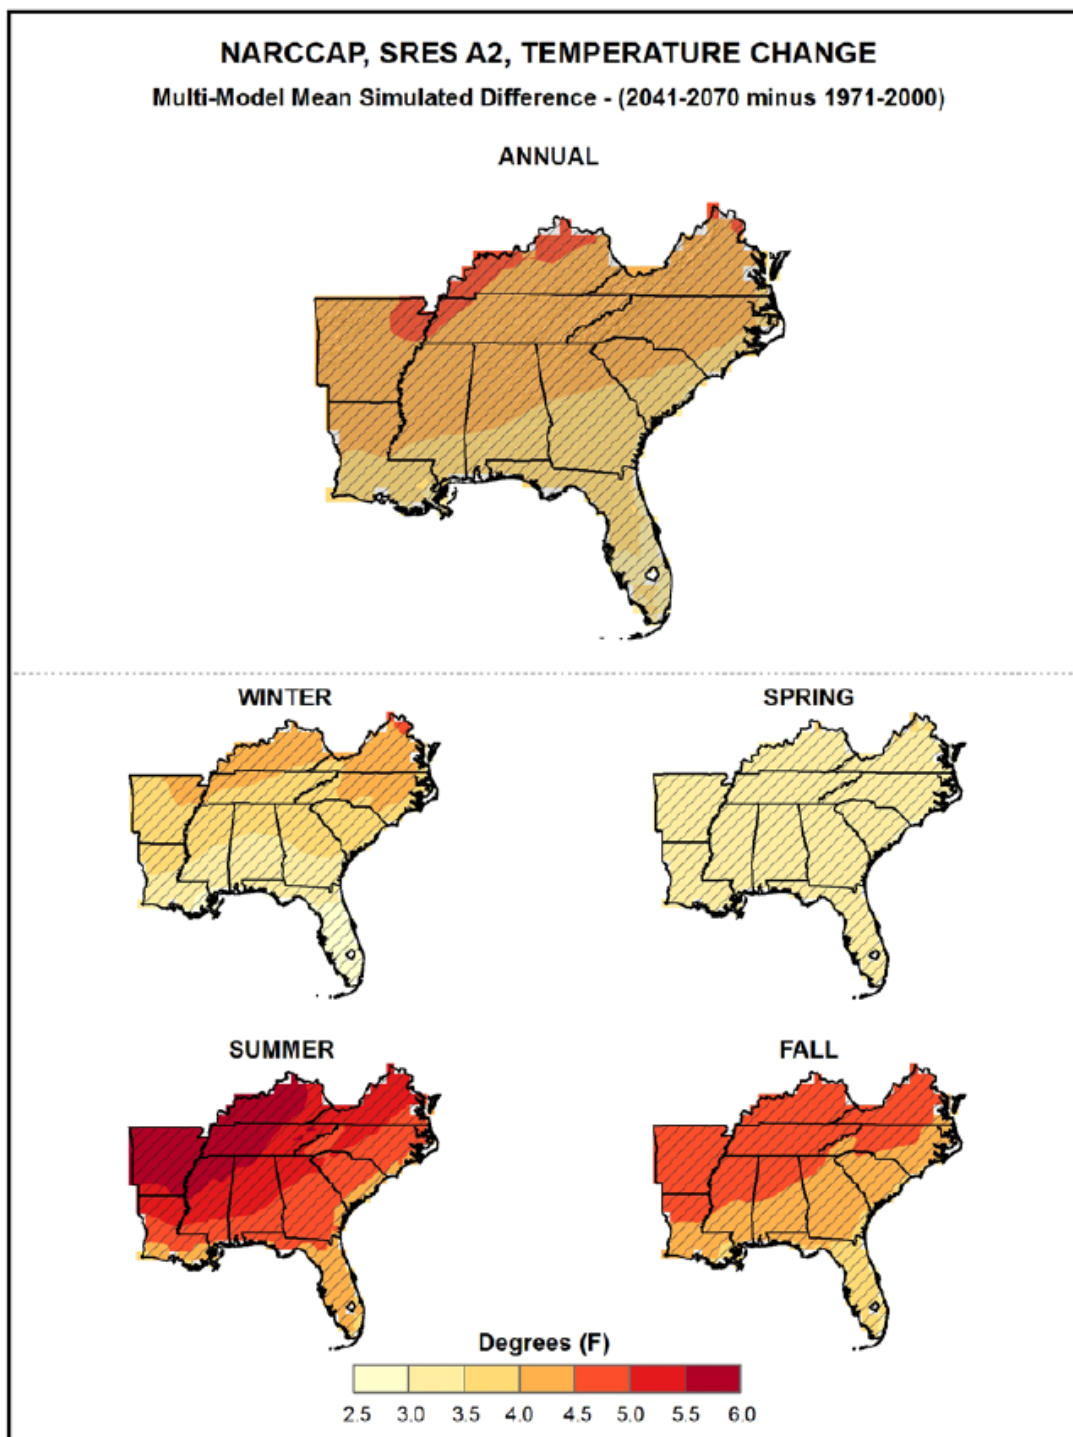 NARCCAP, SRES A2, TEMPERATURE CHANGE
Multi-Model Mean Simulated Difference - (2041-2070 minus 1971-2000)
ANNUAL
WINTER
SPRING
SUMMER
FALL
Degrees (F)
2.5 3.0 3.5 4.0 4.5 5.0 5.5 6.0